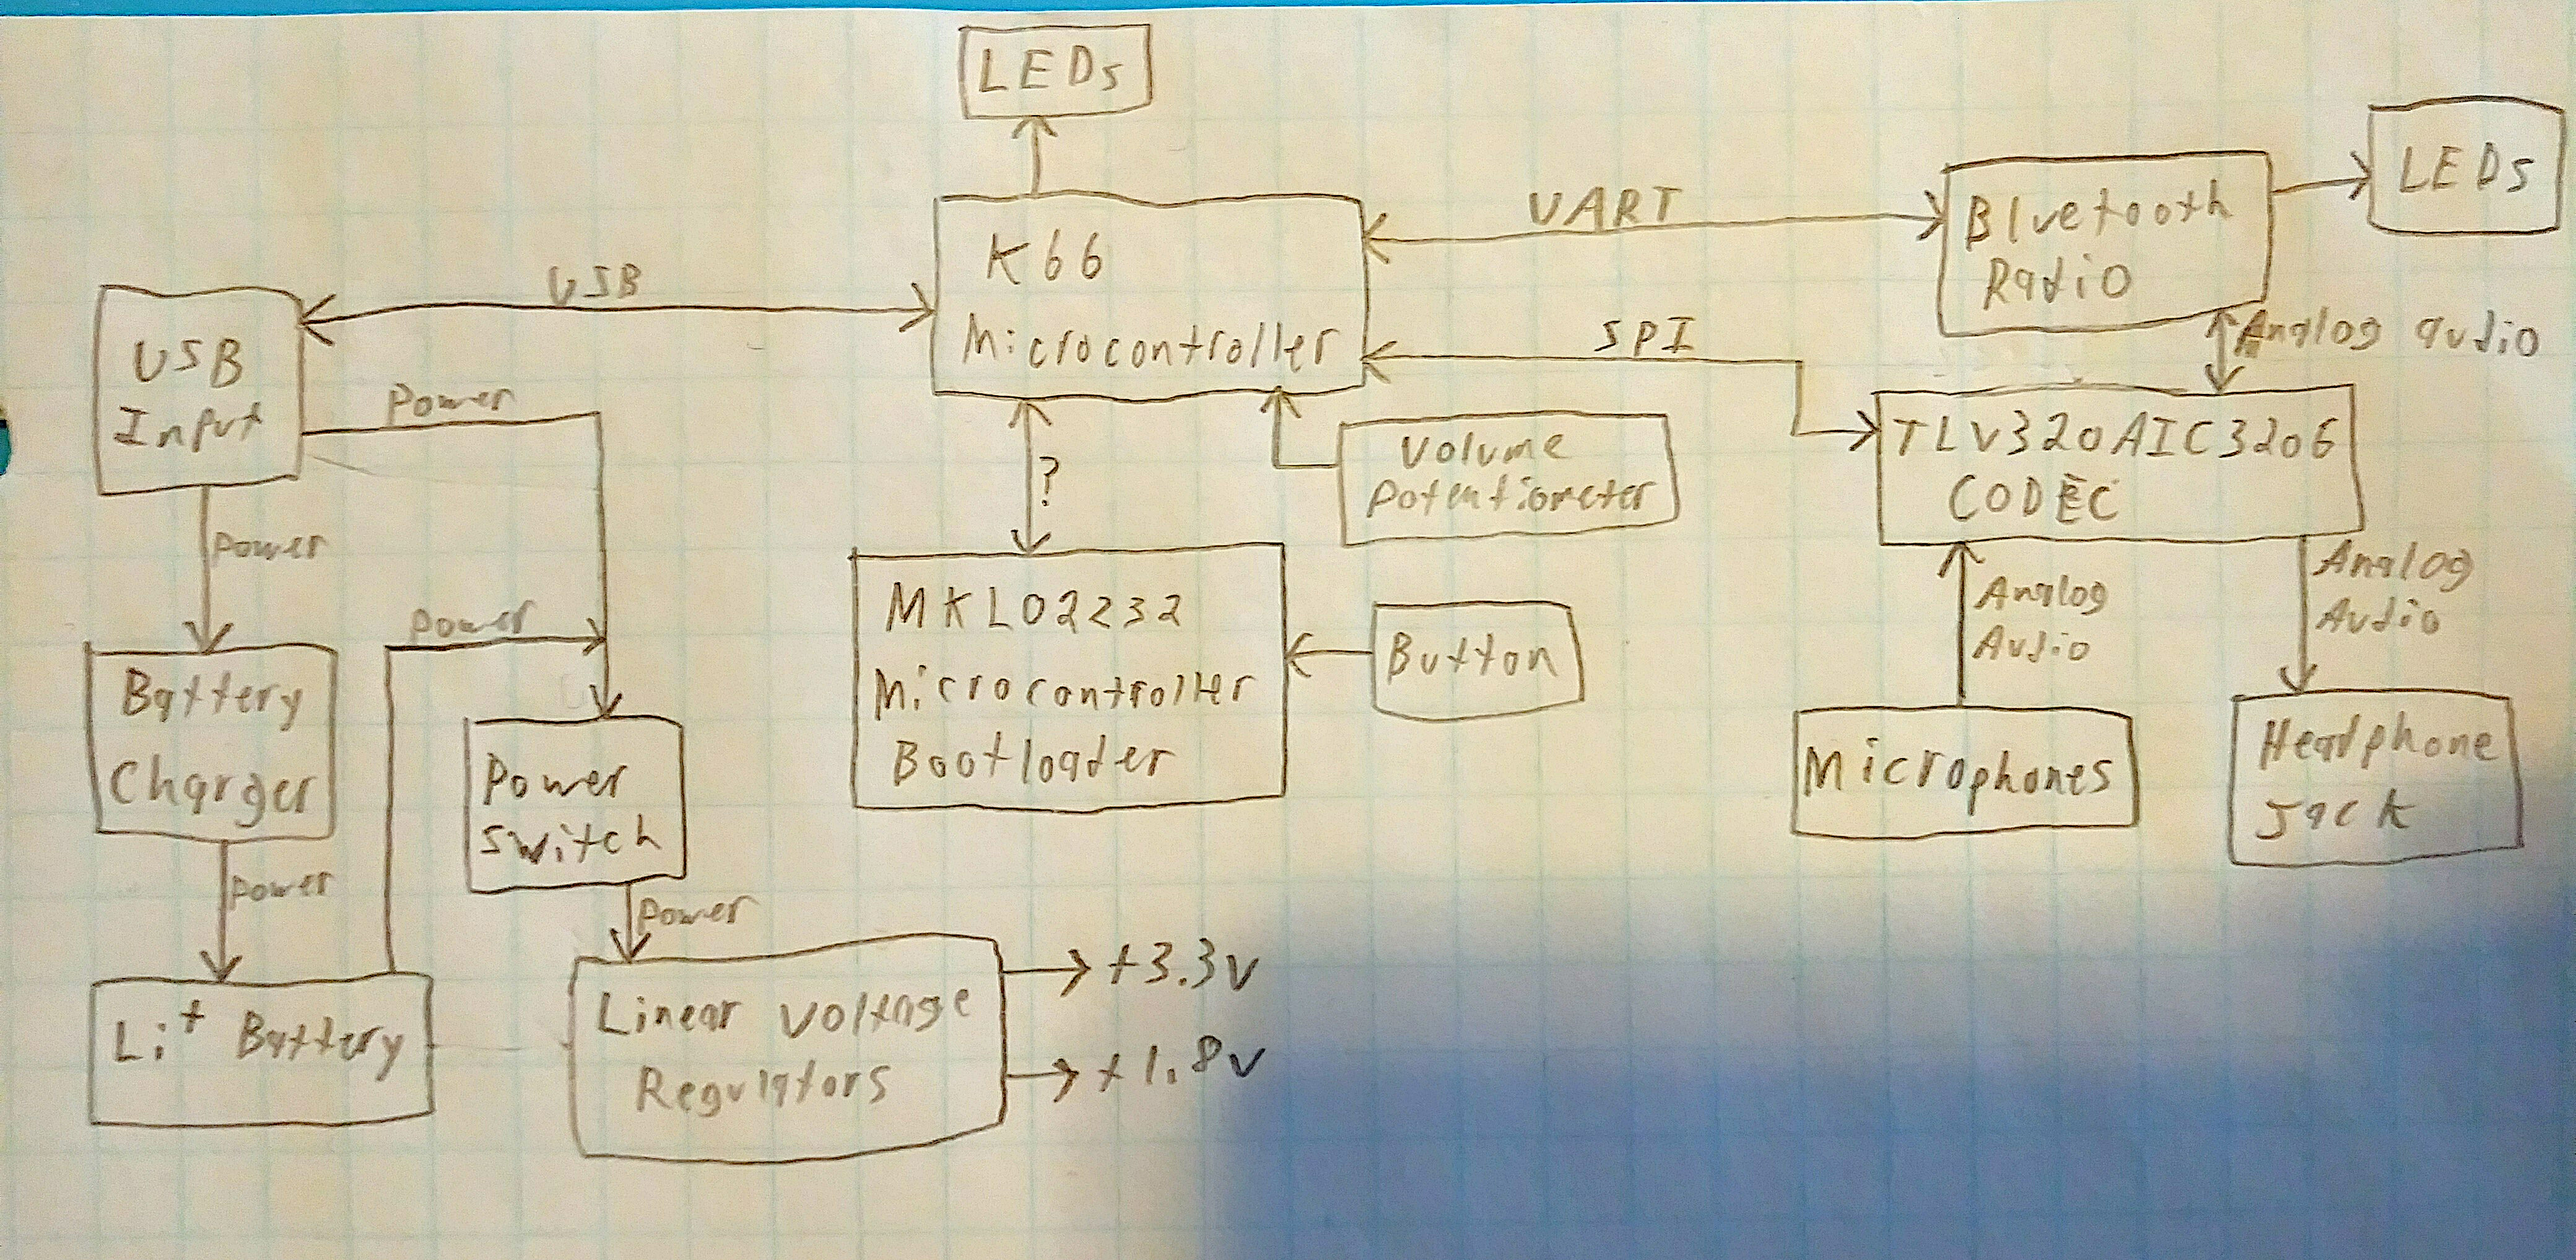 LEDs
LEDs
UART
Bluetooth
Radio
K66
Microcontroller
USB
SPI
Analog audio
USB
Input
Power
Volume
Potentiometer
TLV320AIC3206
CODEC
?
Power
Analog
Audio
Analog
Audio
Power
MKL02Z32
Microcontroller
Bootloader
Button
Battery
Charger
Power
Switch
Microphones
Headphone
Jack
Power
Power
Li+ Battery
Linear Voltage
Regulators
+3.3V
+1.8V